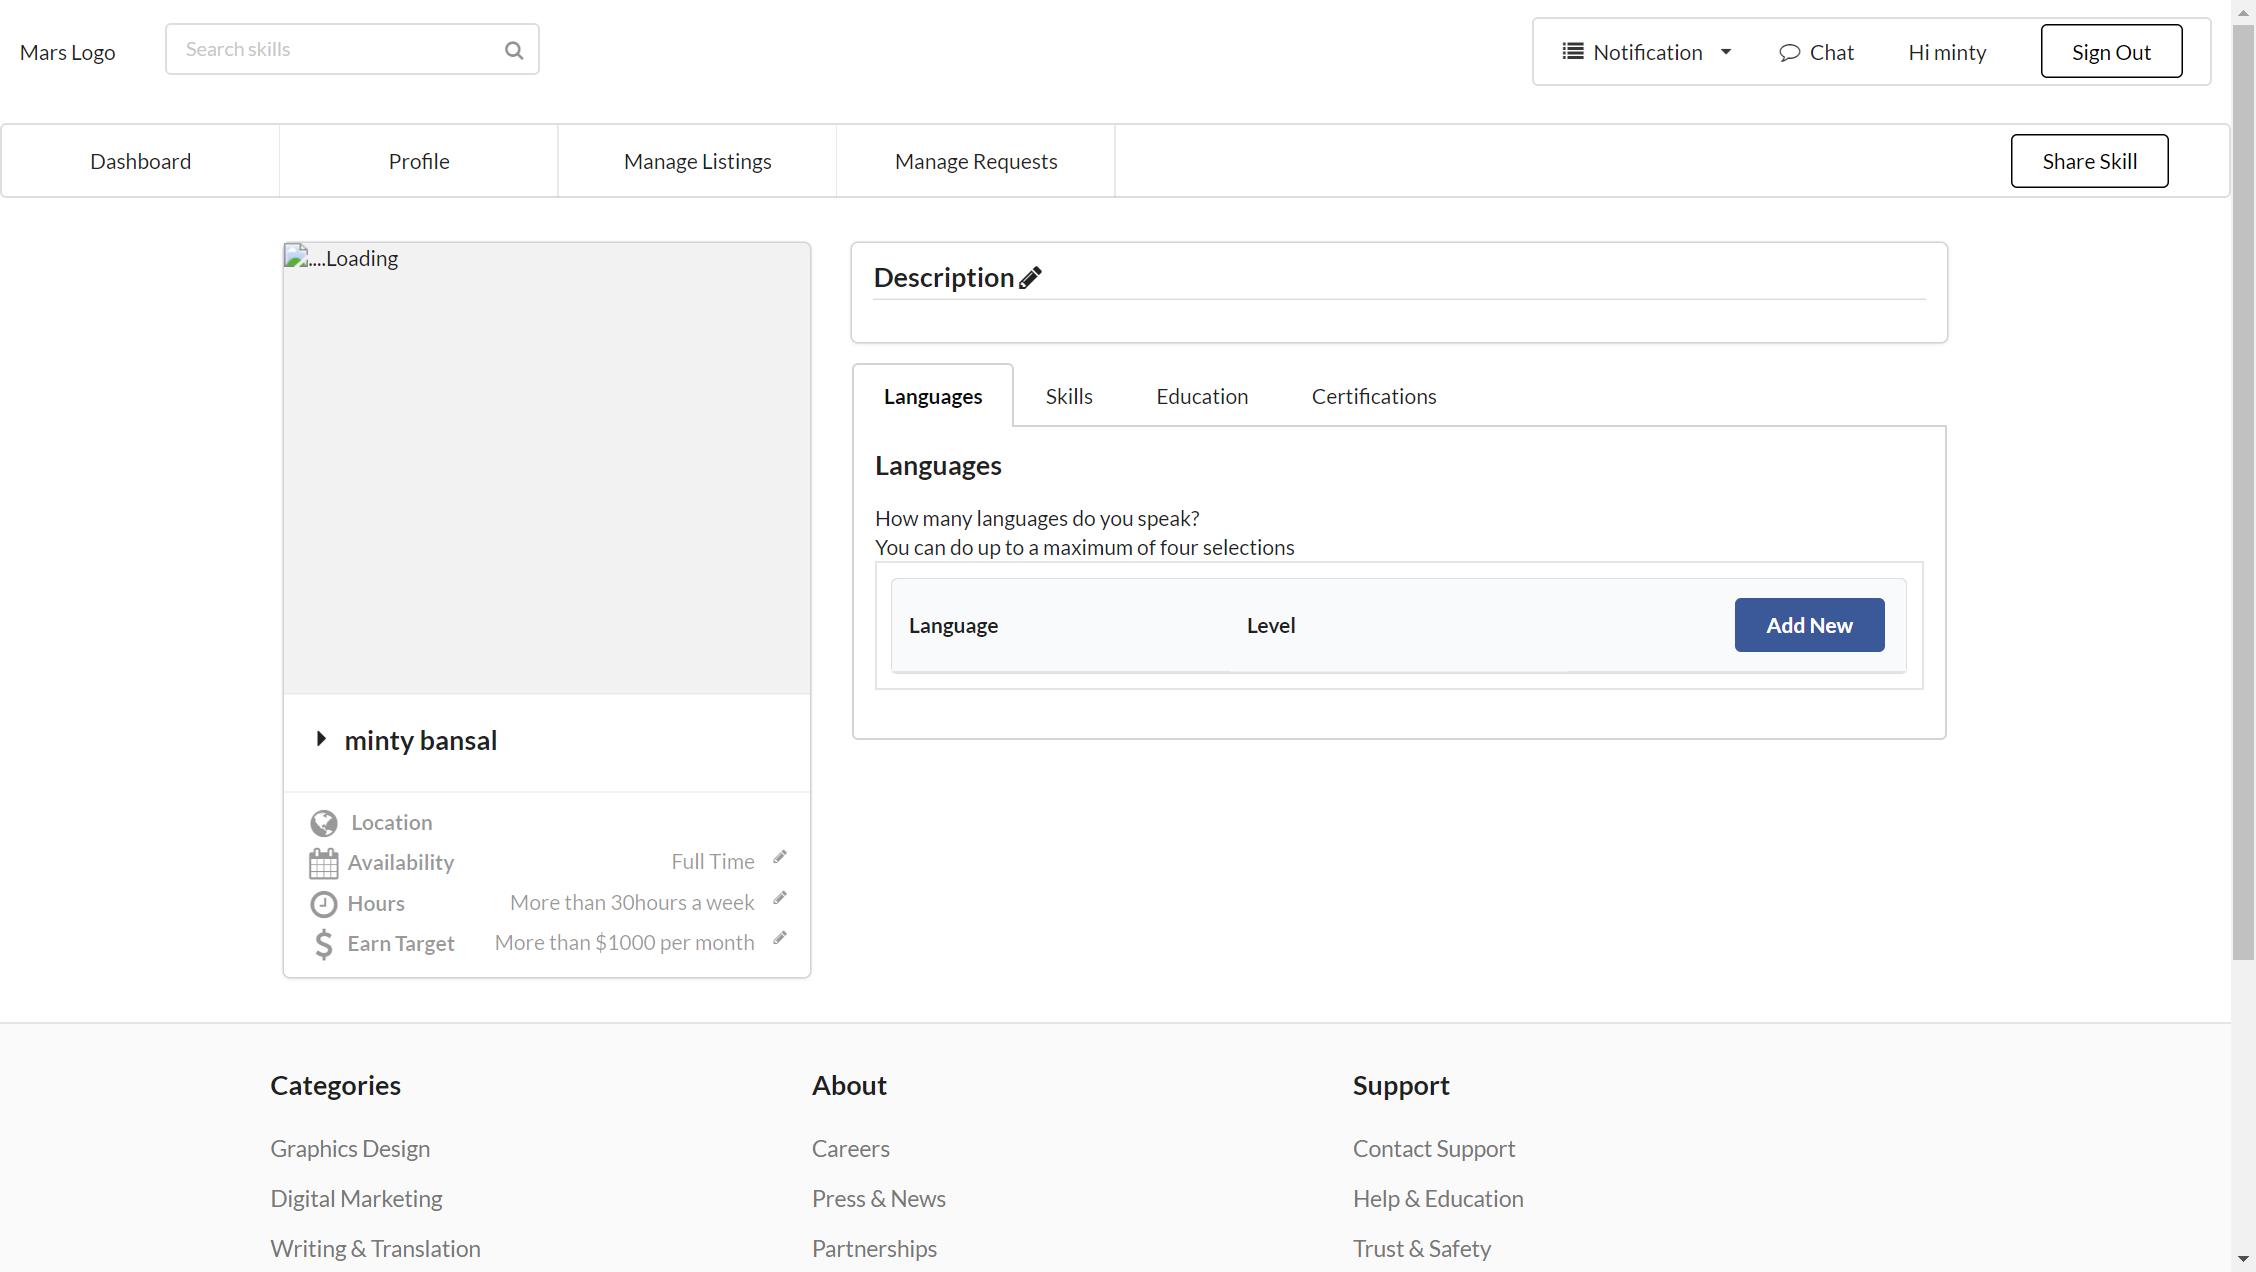 Mars Logo
Search skills
Notification
Chat
Hi minty
Sign Out
Dashboard
Profile
Manage Listings
Manage Requests
Share Skill
....Loading
minty bansal
Location
Availability
Full Time
Hours
More than 30hours a week
Earn Target
More than $1000 per month
Description
Languages
Skills
Education
Certifications
Languages
How many languages do you speak?
You can do up to a maximum of four selections
Language
Level
Add New
Categories
Graphics Design
Digital Marketing
Writing & Translation
About
Careers
Press & News
Partnerships
Support
Contact Support
Help & Education
Trust & Safety